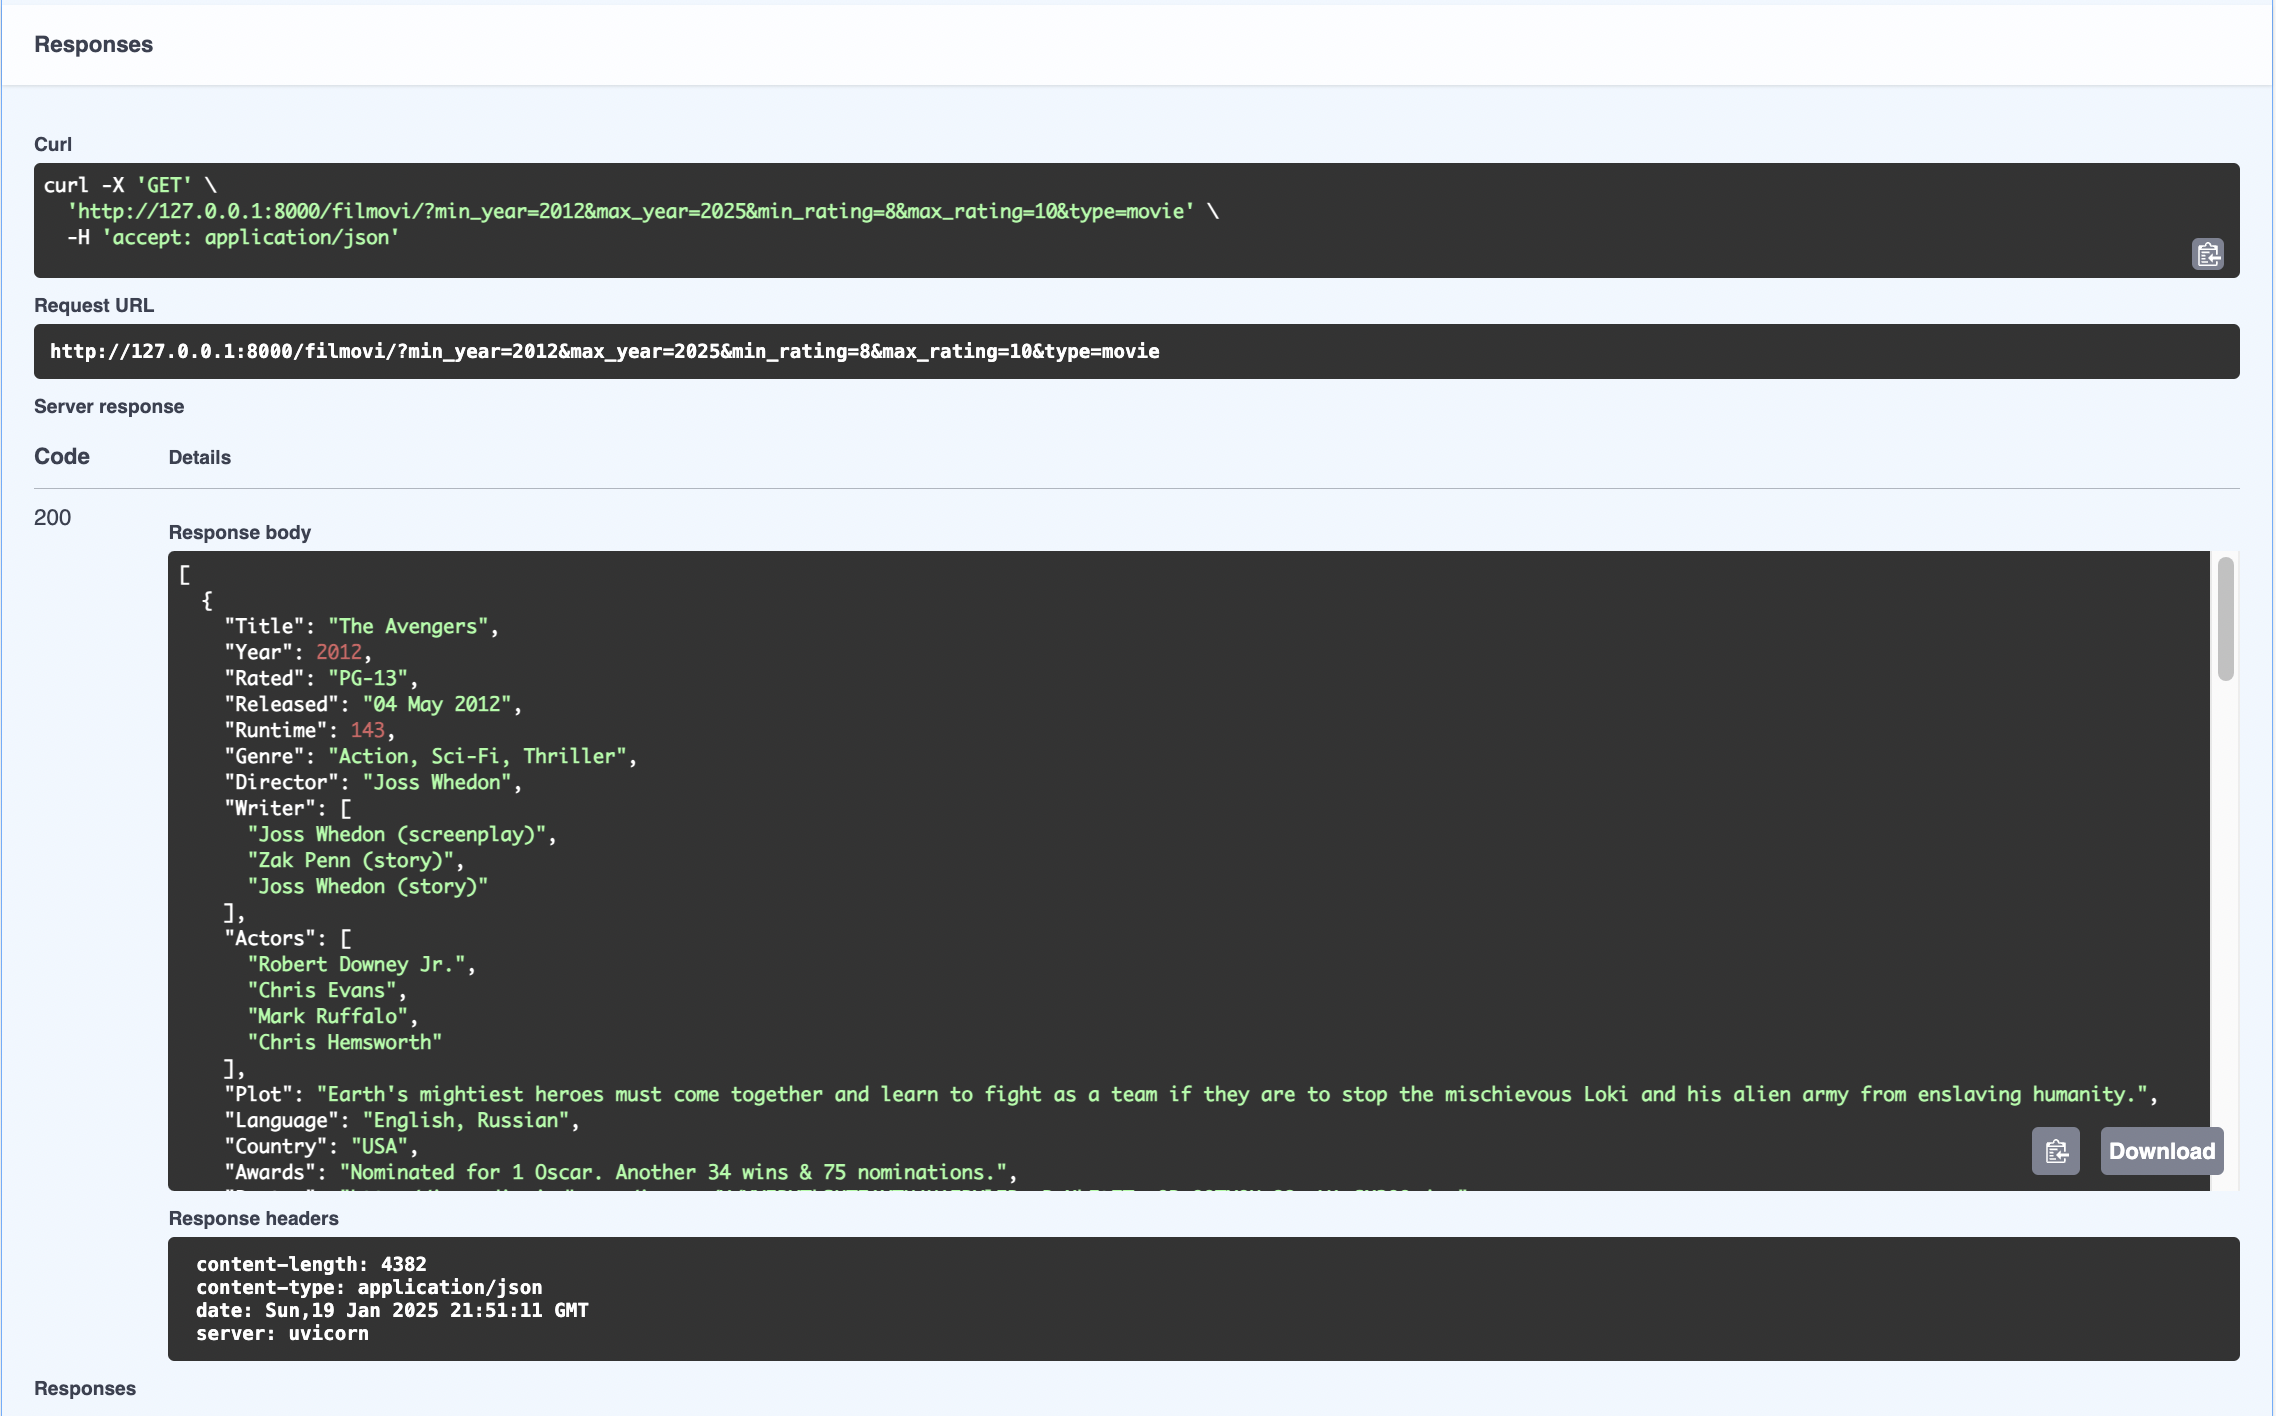 Responses
Curl
curl -X 'GET' \
'http://127.0.0.1:8000/filmovi/?min_year=2012&max_year=2025&min_rating=8&max_rating=10&type=movie' \
-H 'accept: application/json'
Request URL
http://127.0.0.1:8000/filmovi/?min_year=2012&max_year=2025&min_rating=8&max_rating=10&type=movie
Server response
Code Details
200
Response body
[
{
"Title": "The Avengers",
"Year": 2012,
"Rated": "PG-13",
"Released": "04 May 2012",
"Runtime": 143,
"Genre": "Action, Sci-Fi, Thriller",
"Director": "Joss Whedon",
"Writer": [
"Joss Whedon (screenplay)",
"Zak Penn (story)",
"Joss Whedon (story)"
],
"Actors": [
"Robert Downey Jr.",
"Chris Evans",
"Mark Ruffalo",
"Chris Hemsworth"
],
"Plot": "Earth's mightiest heroes must come together and learn to fight as a team if they are to stop the mischievous Loki and his alien army from enslaving humanity.",
"Language": "English, Russian",
"Country": "USA",
"Awards": "Nominated for 1 Oscar. Another 34 wins & 75 nominations.",
Download
Response headers
content-length: 4382
content-type: application/json
date: Sun,19 Jan 2025 21:51:11 GMT
server: uvicorn
Responses